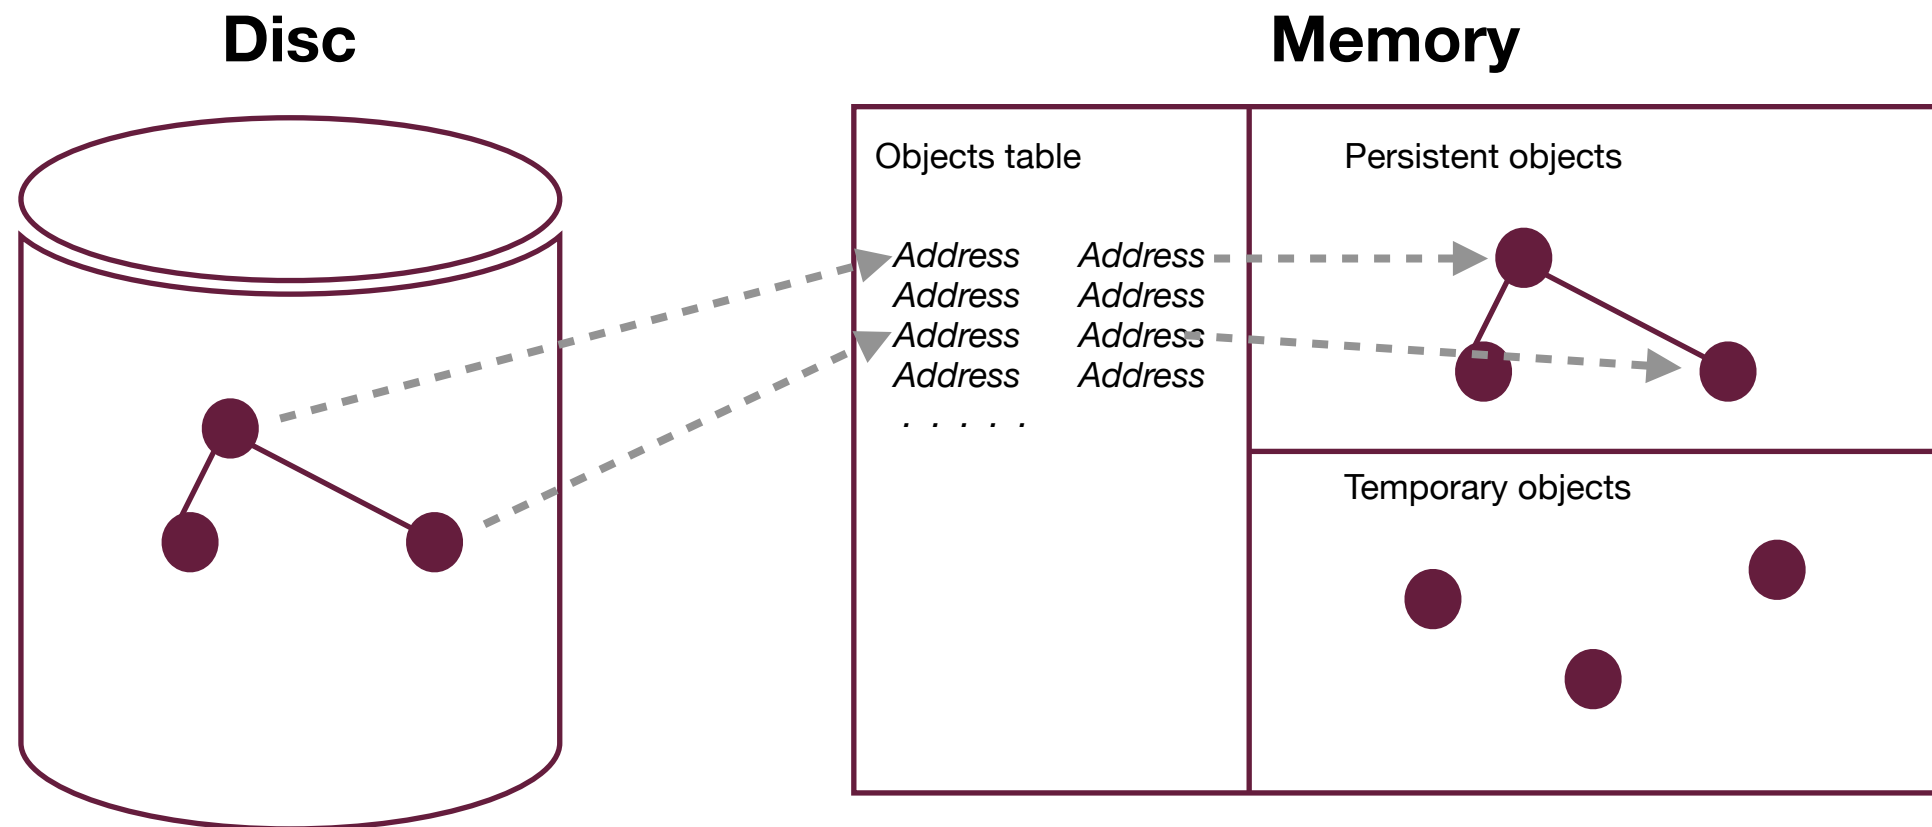 Disc
Memory
Objects table
Persistent objects
Address Address
Address Address
Address Address
Address Address
. . . . .
Temporary objects